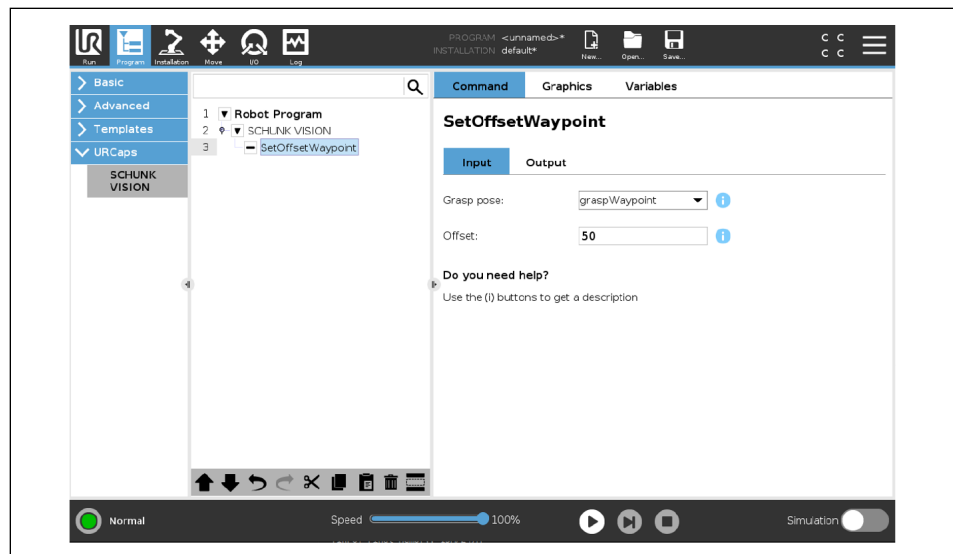 UR
PROGRAM <unnamed>*
INSTALLATION default*
C C
C C
Run Program Installation Move I/O Log New... Open... Save...
Basic
Advanced
Templates
URCaps
SCHUNK
VISION
1 Robot Program
2 SCHUNK VISION
3 SetOffsetWaypoint
Command Graphics Variables
SetOffsetWaypoint
Input Output
Grasp pose: graspWaypoint i
Offset: 50 i
Do you need help?
Use the (i) buttons to get a description
Normal Speed 100% Simulation